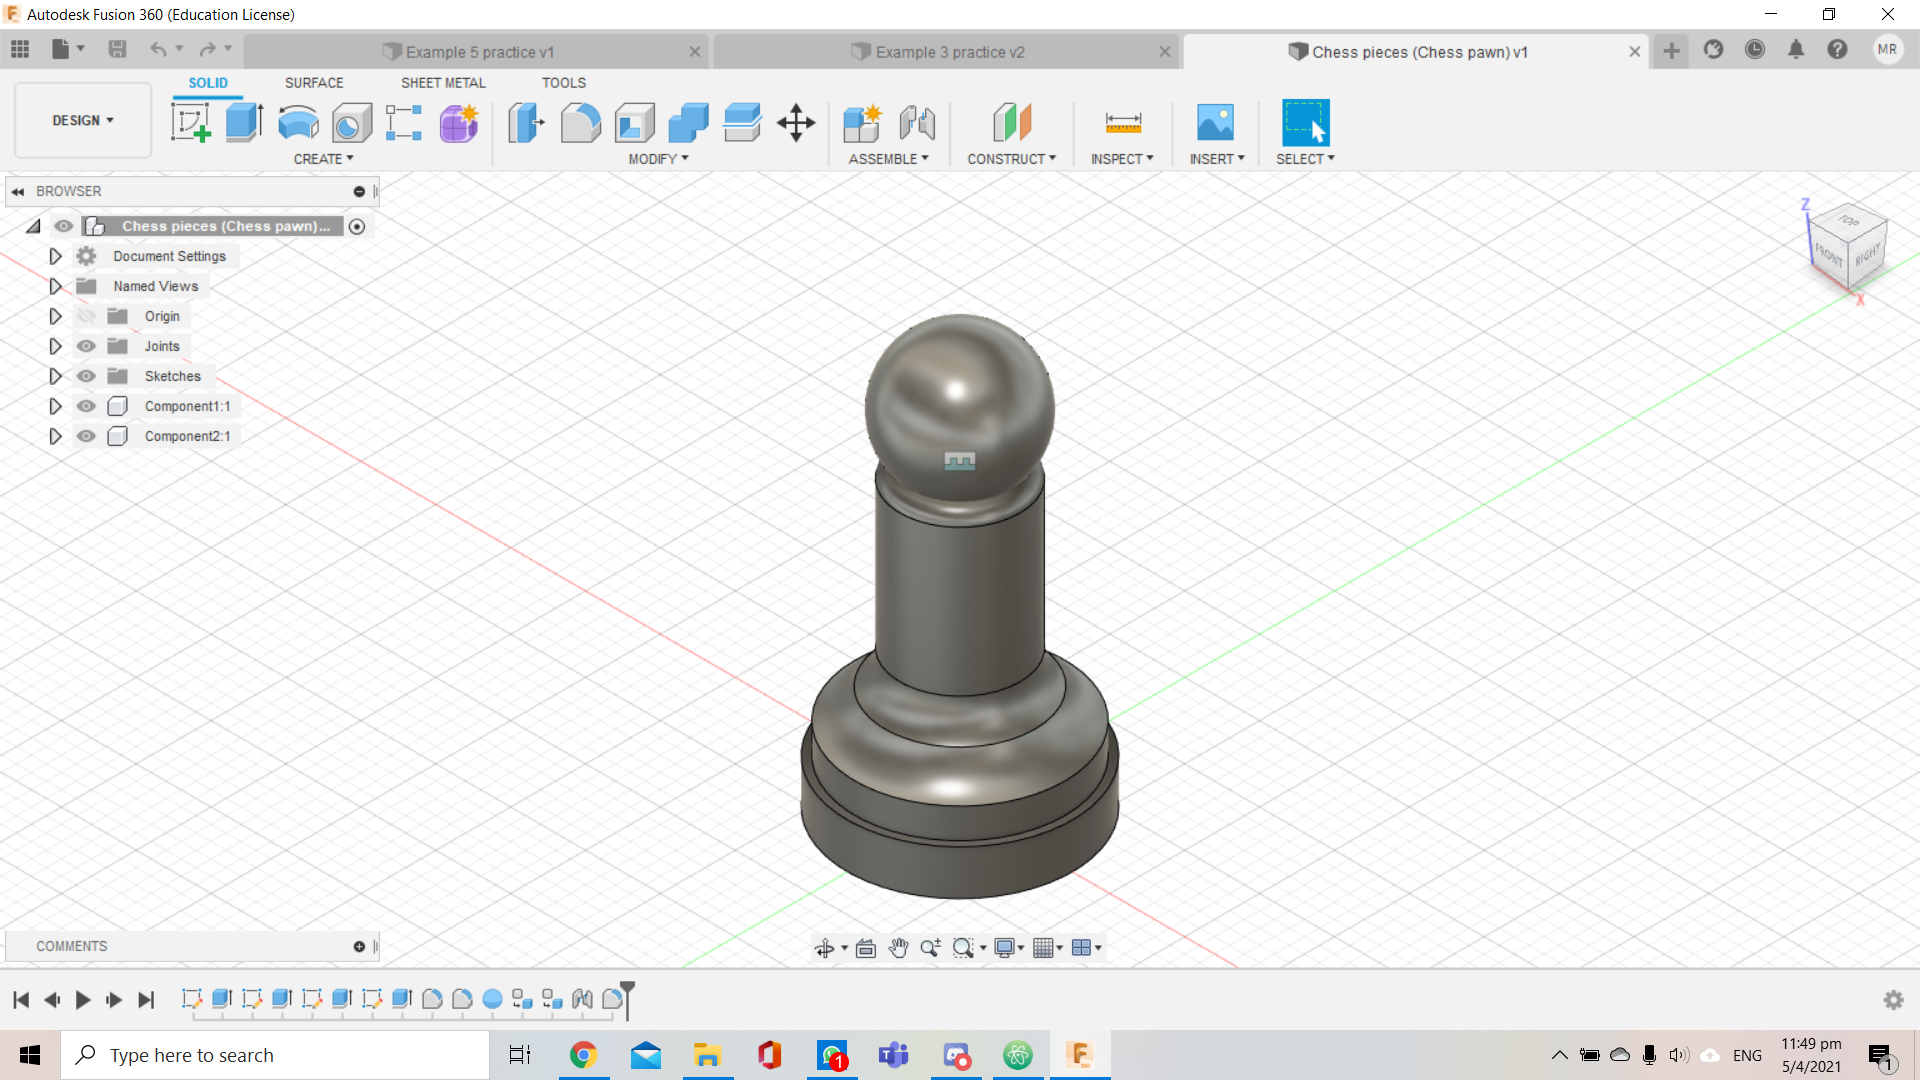 Autodesk Fusion 360 (Education License)
Example 5 practice v1
Example 3 practice v2
Chess pieces (Chess pawn) v1
MR
SOLID SURFACE SHEET METAL TOOLS
DESIGN
CREATE MODIFY ASSEMBLE CONSTRUCT INSPECT INSERT SELECT
BROWSER
Chess pieces (Chess pawn)...
Document Settings
Named Views
Origin
Joints
Sketches
Component1:1
Component2:1
Z
TOP
FRONT
RIGHT
X
COMMENTS
Type here to search
1
ENG
11:49 pm
5/4/2021
1